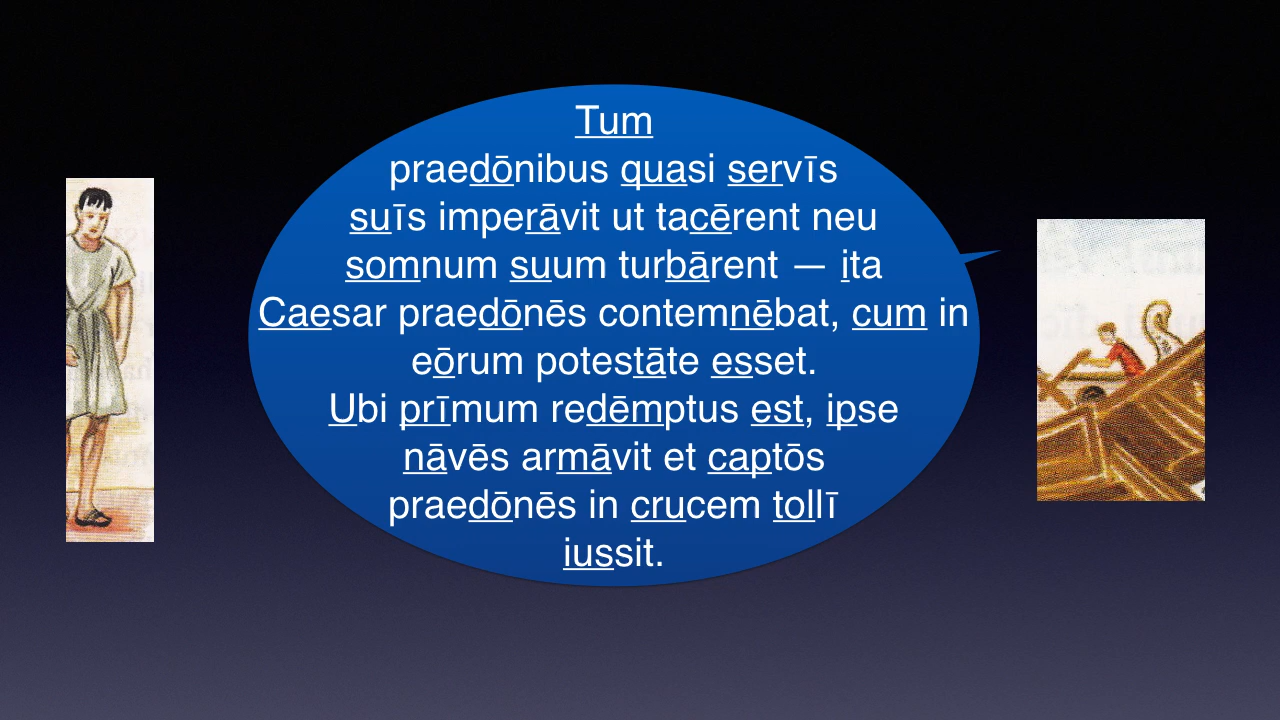 Tum
praedōnibus quasi servīs
suīs imperāvit ut tacērent neu
somnum suum turbārent — ita
Caesar praedōnēs contemnēbat, cum in
eōrum potestāte esset.
Ubi prīmum redēmptus est, ipse
nāvēs armāvit et captōs
praedōnēs in crucem tollī
iussit.